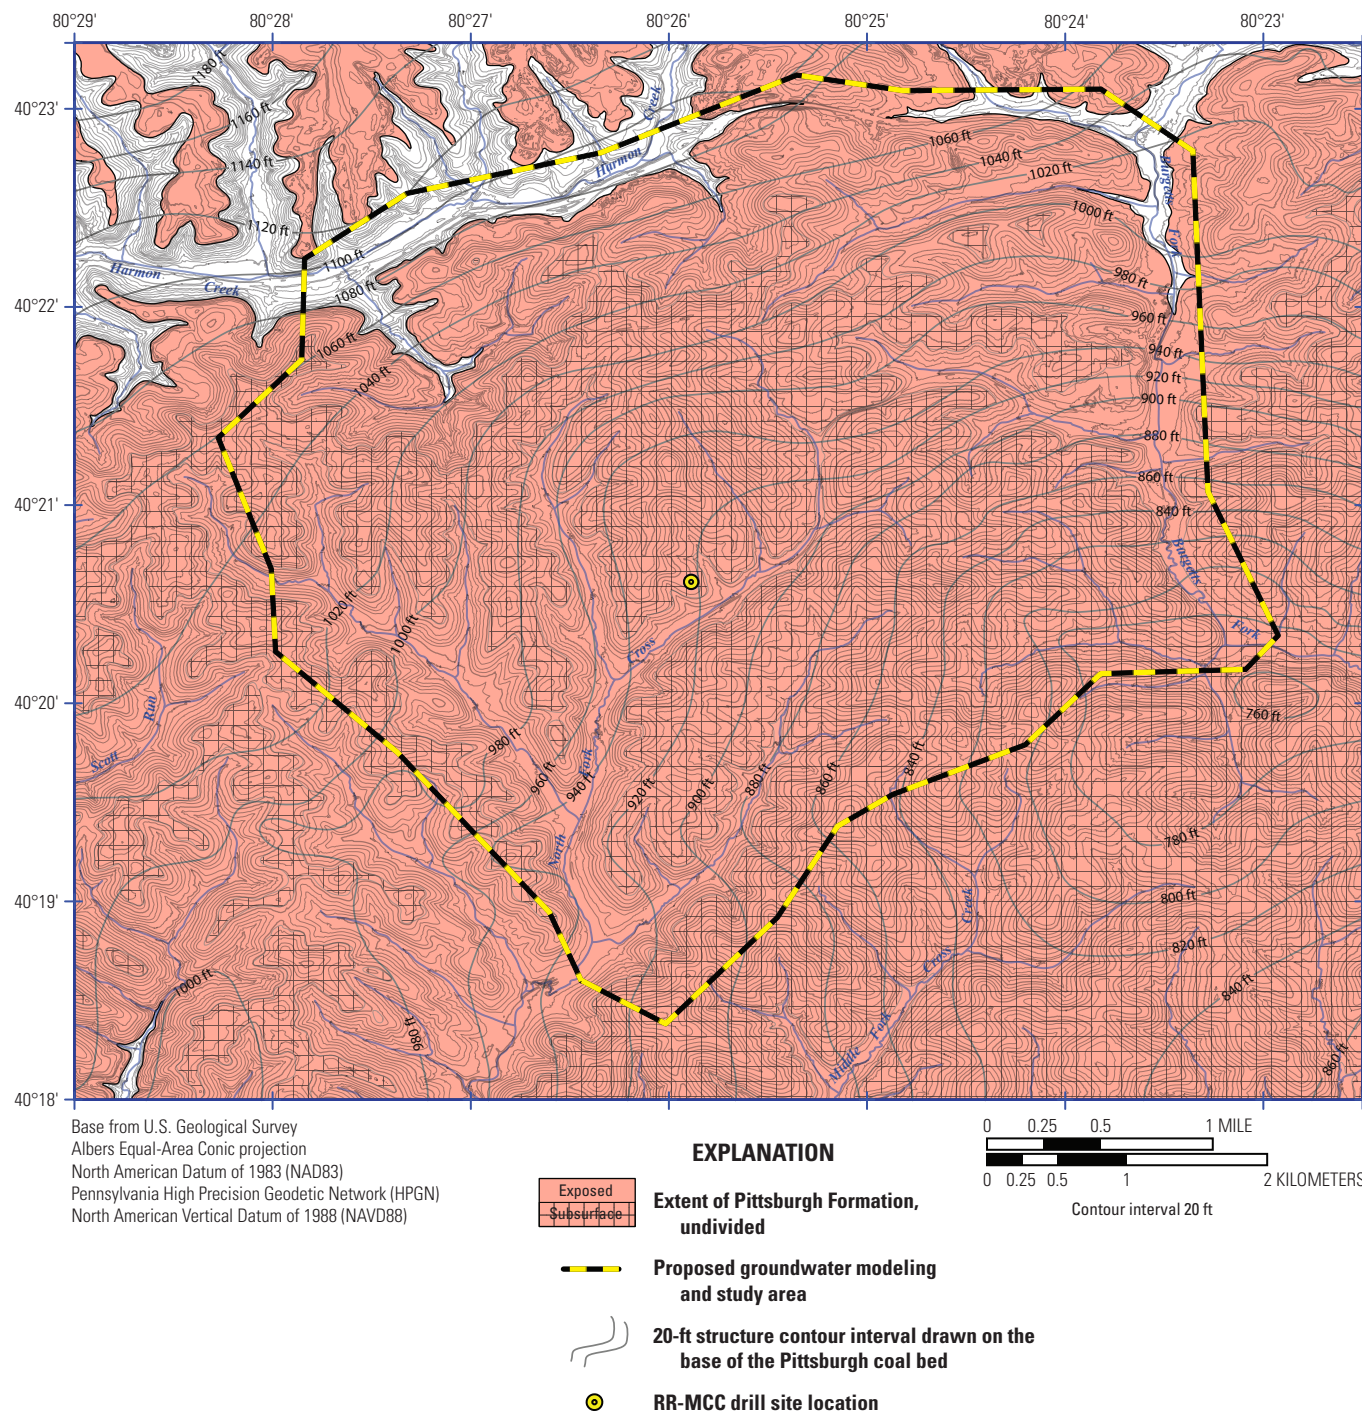 80°29' 80°28' 80°27' 80°26' 80°25' 80°24' 80°23'
40°23'
40°22'
40°21'
40°20'
40°19'
40°18'
1180 ft
1160 ft
1140 ft
1120 ft
1100 ft
1080 ft
1060 ft
1040 ft
Harmon
Creek
Harmon
Creek
1060 ft
1040 ft
1020 ft
1000 ft
980 ft
960 ft
940 ft
920 ft
900 ft
880 ft
860 ft
840 ft
Burgetts
Fork
Burgetts
Fork
1020 ft
1000 ft
980 ft
960 ft
940 ft
920 ft
900 ft
880 ft
860 ft
840 ft
Cross
Fork
North
Scott
Run
760 ft
780 ft
800 ft
820 ft
840 ft
860 ft
1000 ft
980 ft
Creek
Cross
Fork
Middle
Base from U.S. Geological Survey
Albers Equal-Area Conic projection
North American Datum of 1983 (NAD83)
Pennsylvania High Precision Geodetic Network (HPGN)
North American Vertical Datum of 1988 (NAVD88)
0 0.25 0.5 1 MILE
0 0.25 0.5 1 2 KILOMETERS
Contour interval 20 ft
EXPLANATION
Exposed
Subsurface
Extent of Pittsburgh Formation,
undivided
Proposed groundwater modeling
and study area
20-ft structure contour interval drawn on the
base of the Pittsburgh coal bed
RR-MCC drill site location